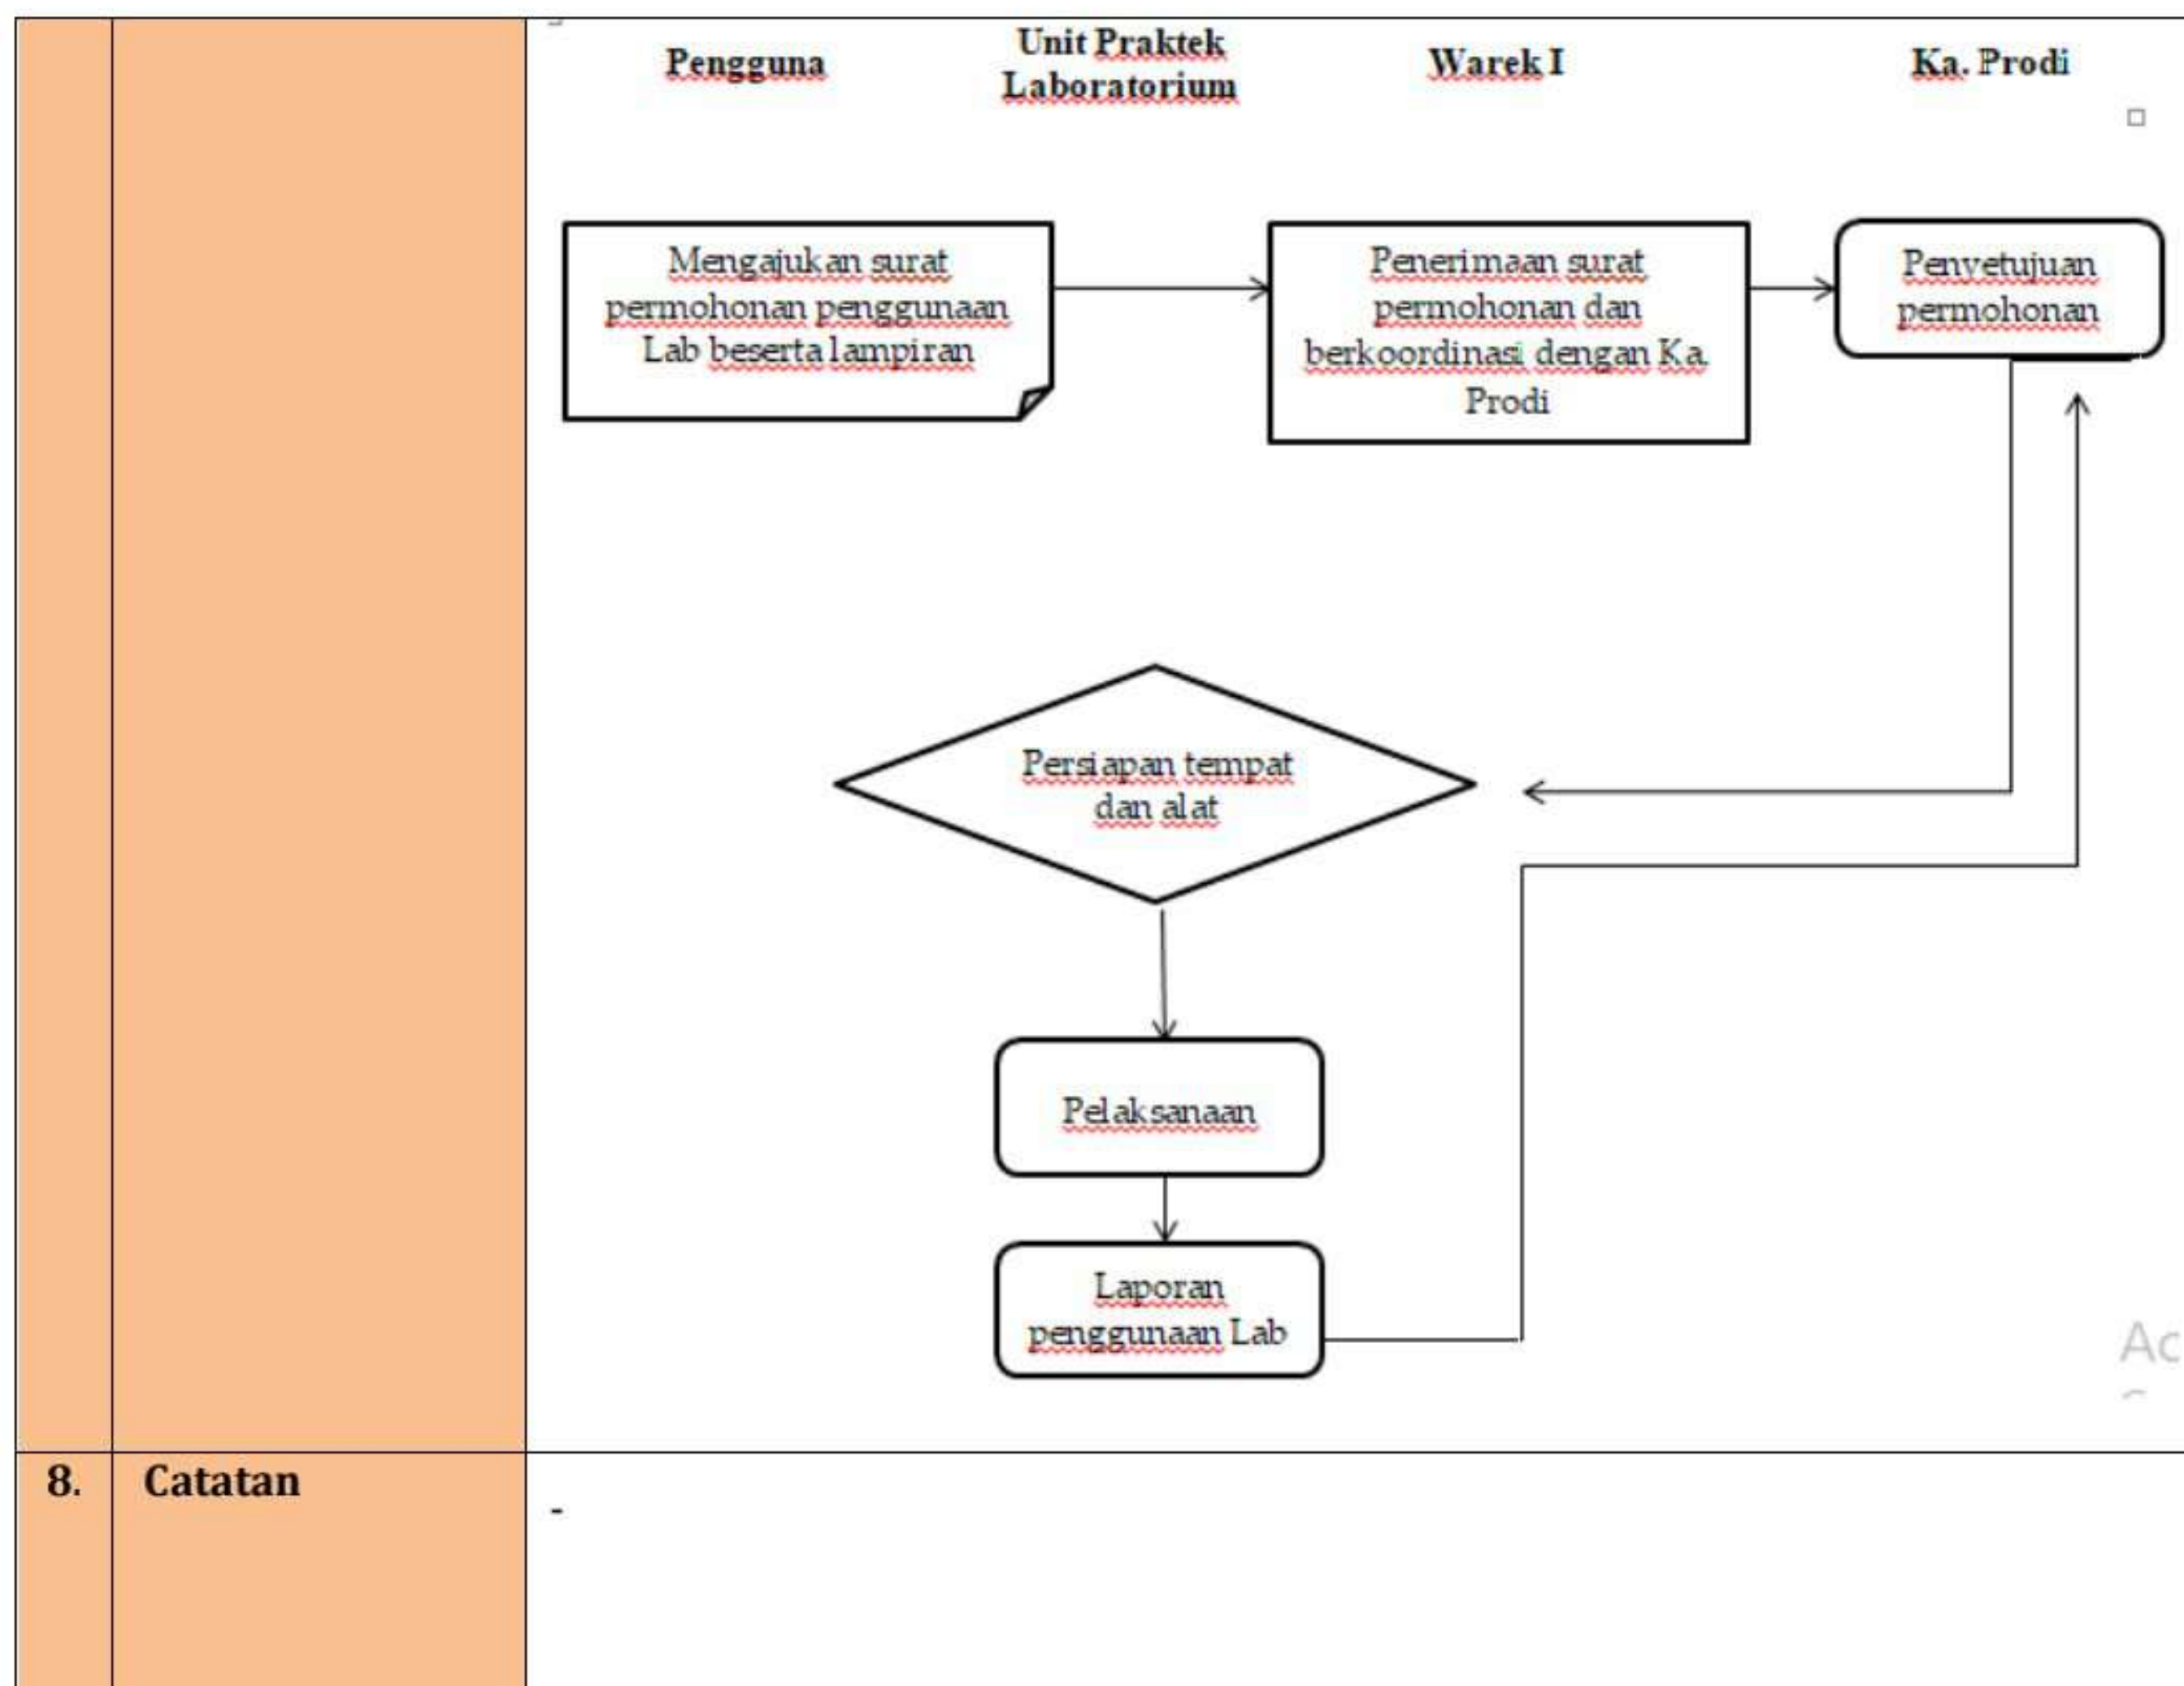 Pengguna
Unit Praktek
Laboratorium
Warek I
Ka. Prodi
Mengajukan surat
permohonan penggunaan
Lab beserta lampiran
Penerimaan surat
permohonan dan
berkoordinasi dengan Ka.
Prodi
Penyetujuan
permohonan
Persiapan tempat
dan alat
Pelaksanaan
Laporan
penggunaan Lab
Ac
8.
Catatan
-